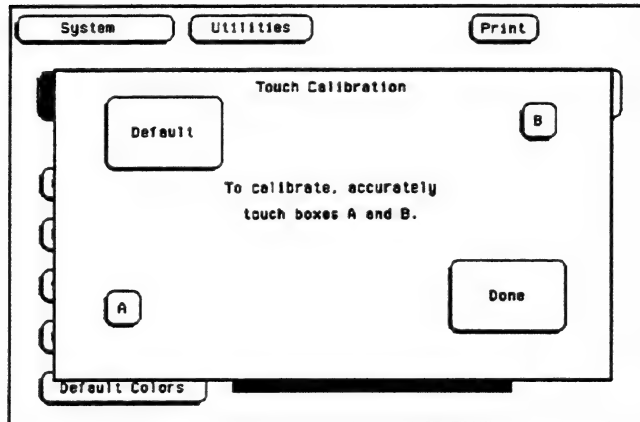 System Utilities Print
Touch Calibration
Default
B
To calibrate, accurately
touch boxes A and B.
A
Done
Default Colors